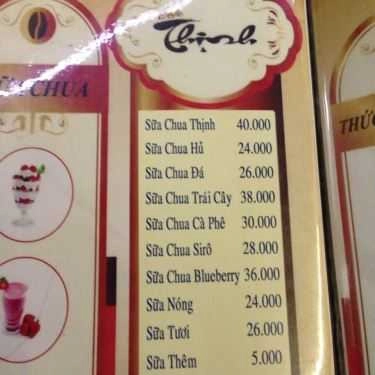 Thịnh
SỮA CHUA
THỨC
Sữa Chua Thịnh 40.000
Sữa Chua Hủ 24.000
Sữa Chua Đá 26.000
Sữa Chua Trái Cây 38.000
Sữa Chua Cà Phê 30.000
Sữa Chua Sirô 28.000
Sữa Chua Blueberry 36.000
Sữa Nóng 24.000
Sữa Tươi 26.000
Sữa Thêm 5.000